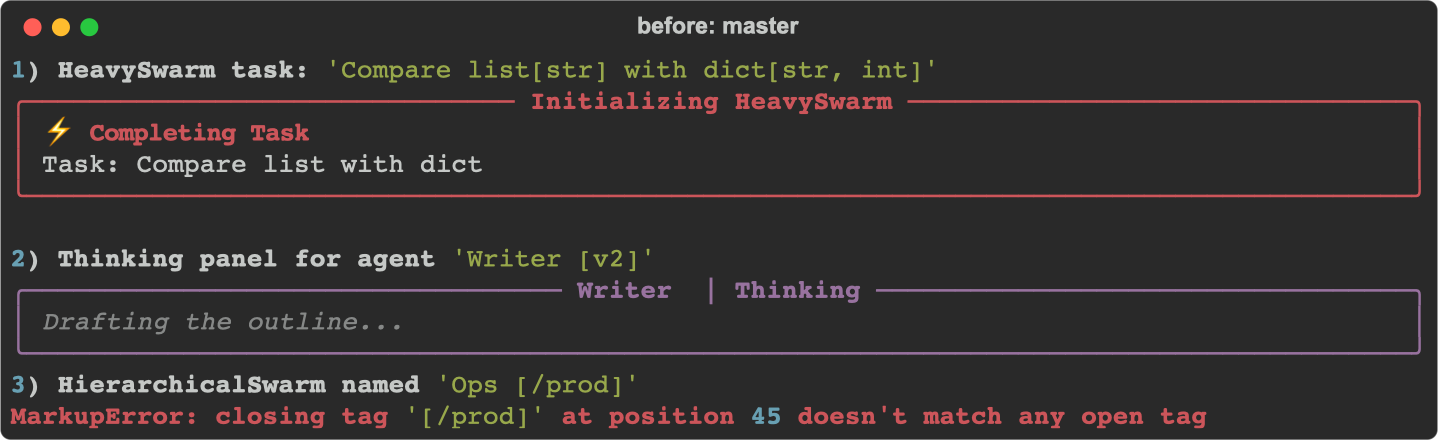 before: master
1) HeavySwarm task: 'Compare list[str] with dict[str, int]'
Initializing HeavySwarm
⚡ Completing Task
Task: Compare list with dict
2) Thinking panel for agent 'Writer [v2]'
Writer  | Thinking
Drafting the outline...
3) HierarchicalSwarm named 'Ops [/prod]'
MarkupError: closing tag '[/prod]' at position 45 doesn't match any open tag